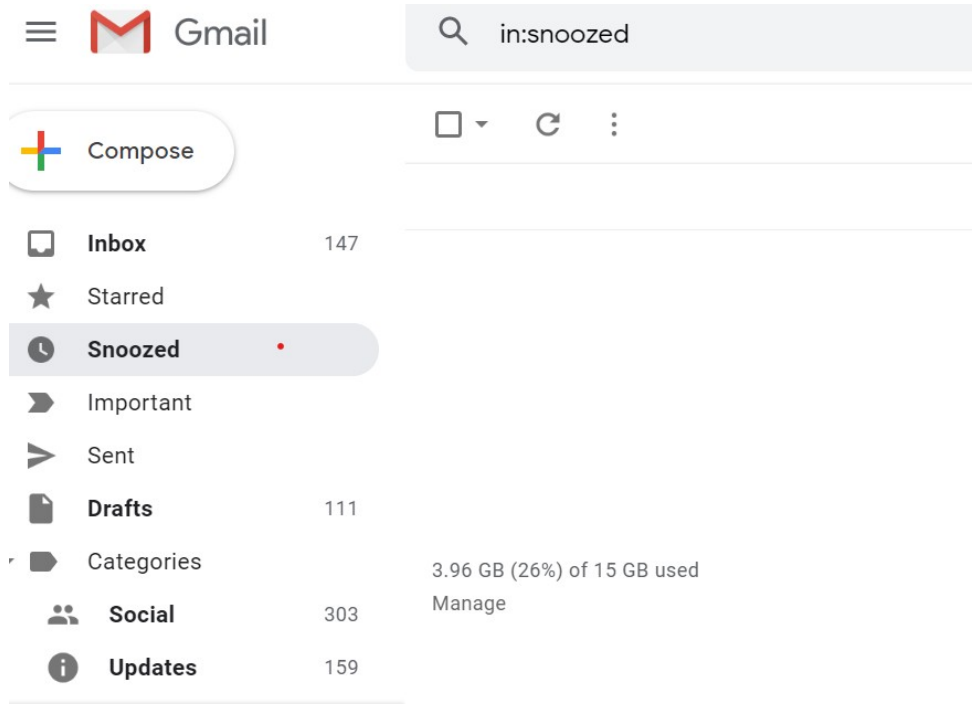 Gmail
in:snoozed
Compose
Inbox 147
Starred
Snoozed
Important
Sent
Drafts 111
Categories
Social 303
Updates 159
3.96 GB (26%) of 15 GB used
Manage